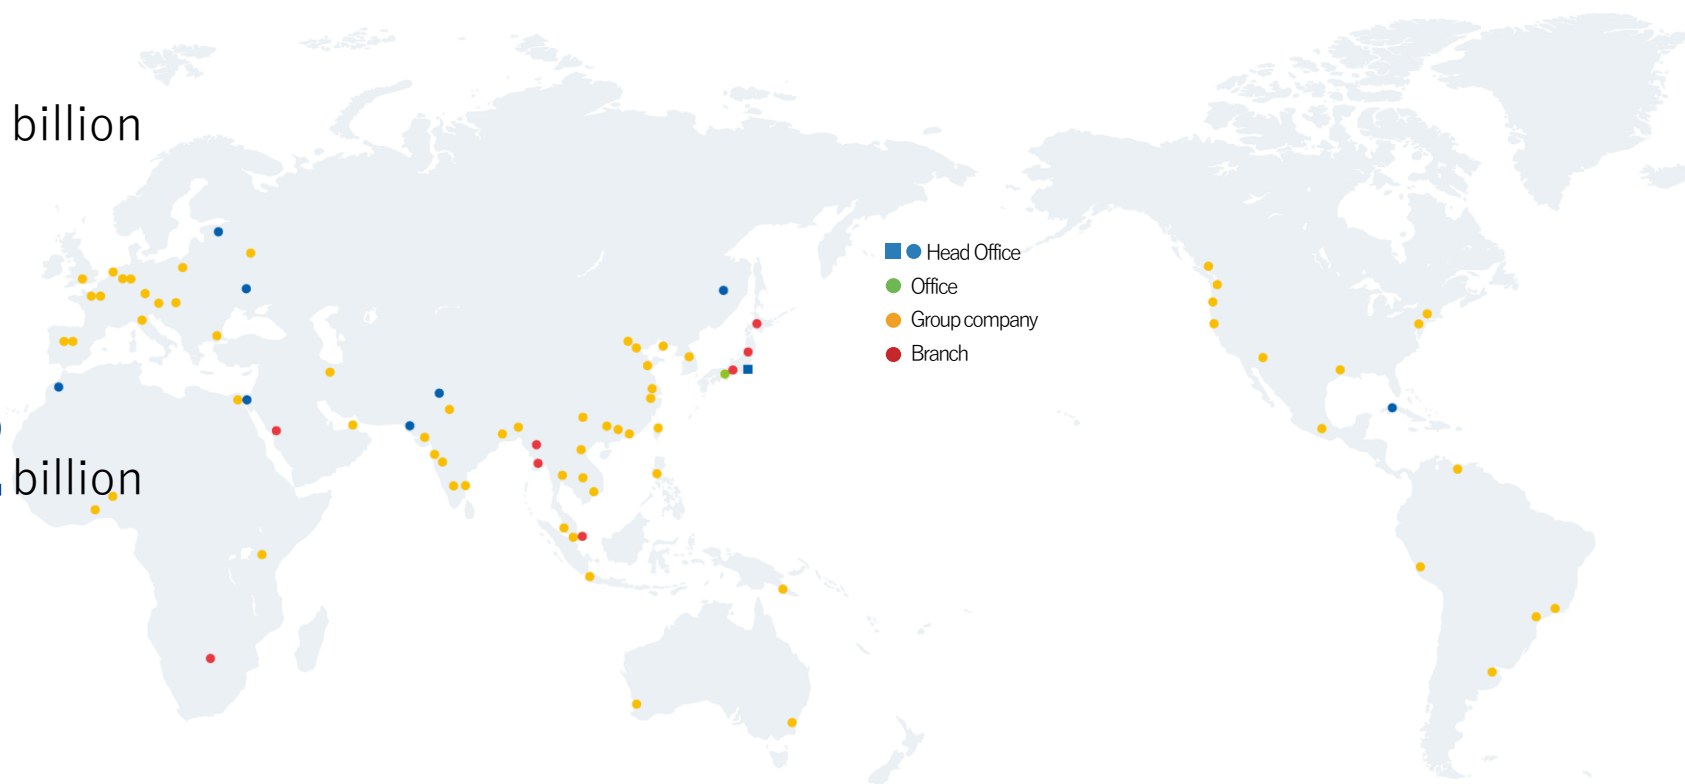 billion
Head Office
Office
Group company
Branch
billion